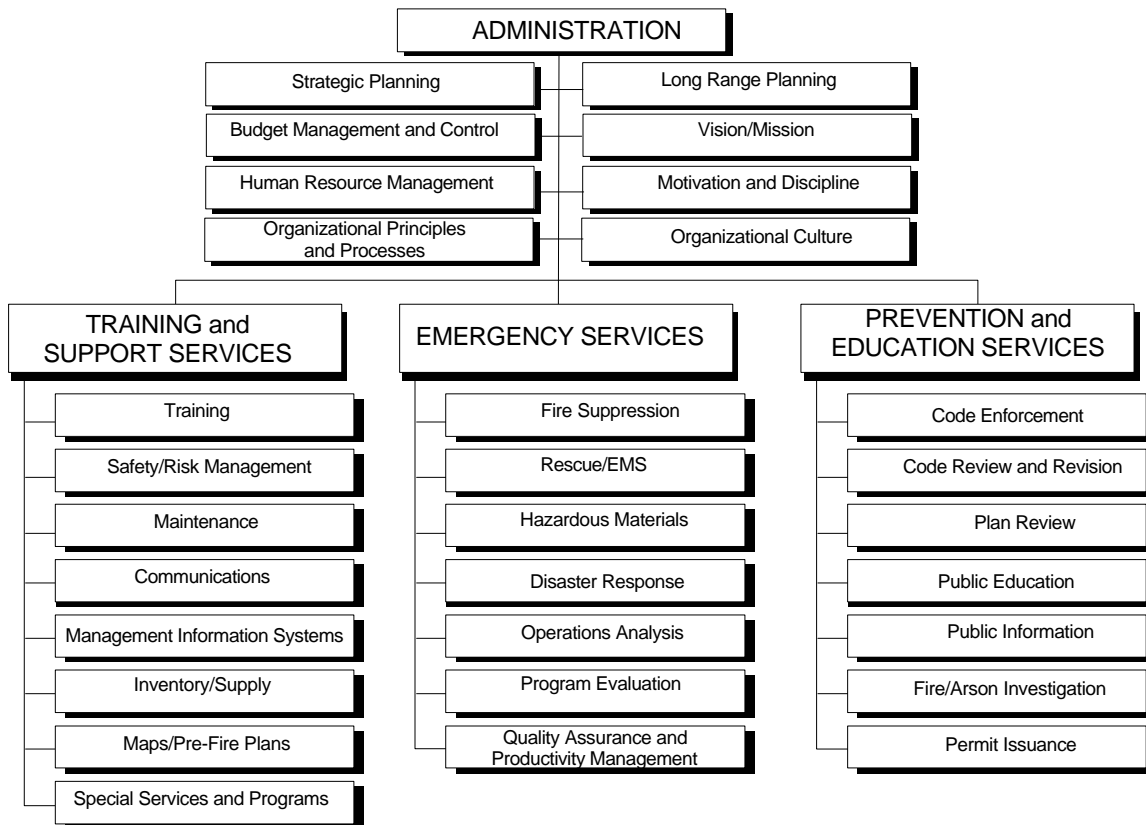 ADMINISTRATION
Strategic Planning
Long Range Planning
Budget Management and Control
Vision/Mission
Human Resource Management
Motivation and Discipline
Organizational Principles
and Processes
Organizational Culture
TRAINING and
SUPPORT SERVICES
Training
Safety/Risk Management
Maintenance
Communications
Management Information Systems
Inventory/Supply
Maps/Pre-Fire Plans
Special Services and Programs
EMERGENCY SERVICES
Fire Suppression
Rescue/EMS
Hazardous Materials
Disaster Response
Operations Analysis
Program Evaluation
Quality Assurance and
Productivity Management
PREVENTION and
EDUCATION SERVICES
Code Enforcement
Code Review and Revision
Plan Review
Public Education
Public Information
Fire/Arson Investigation
Permit Issuance